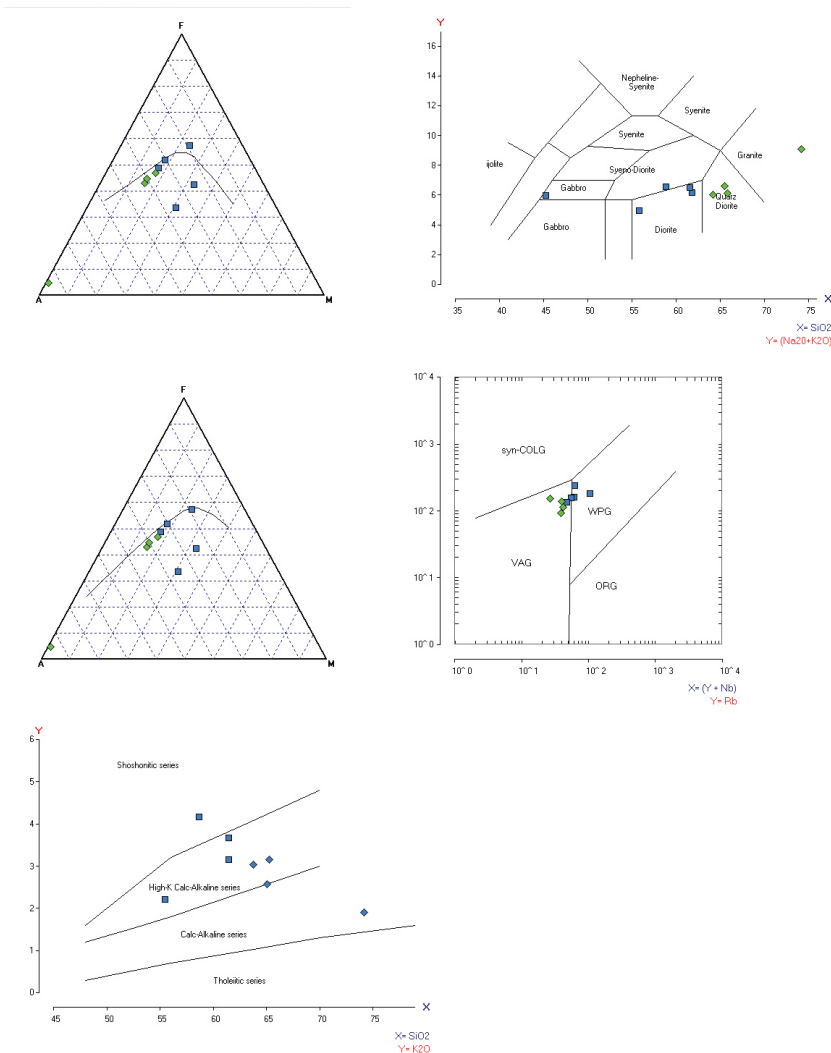 F
A
M
Y
16
14
12
10
8
6
4
2
0
Nepheline-
Syenite
Syenite
Syenite
Granite
ijolite
Syeno-Diorite
Gabbro
Quarz
Diorite
Gabbro
Diorite
35 40 45 50 55 60 65 70 75
X
X= SiO2
Y= (Na20+K2O)
F
A
M
10^ 4
10^ 3
10^ 2
10^ 1
10^ 0
syn-COLG
WPG
VAG
ORG
10^ 0 10^ 1 10^ 2 10^ 3 10^ 4
X= (Y + Nb)
Y= Rb
Y
6
5
4
3
2
1
0
Shoshonitic series
High-K Calc-Alkaline series
Calc-Alkaline series
Tholeiitic series
45 50 55 60 65 70 75
X
X= SiO2
Y= K2O